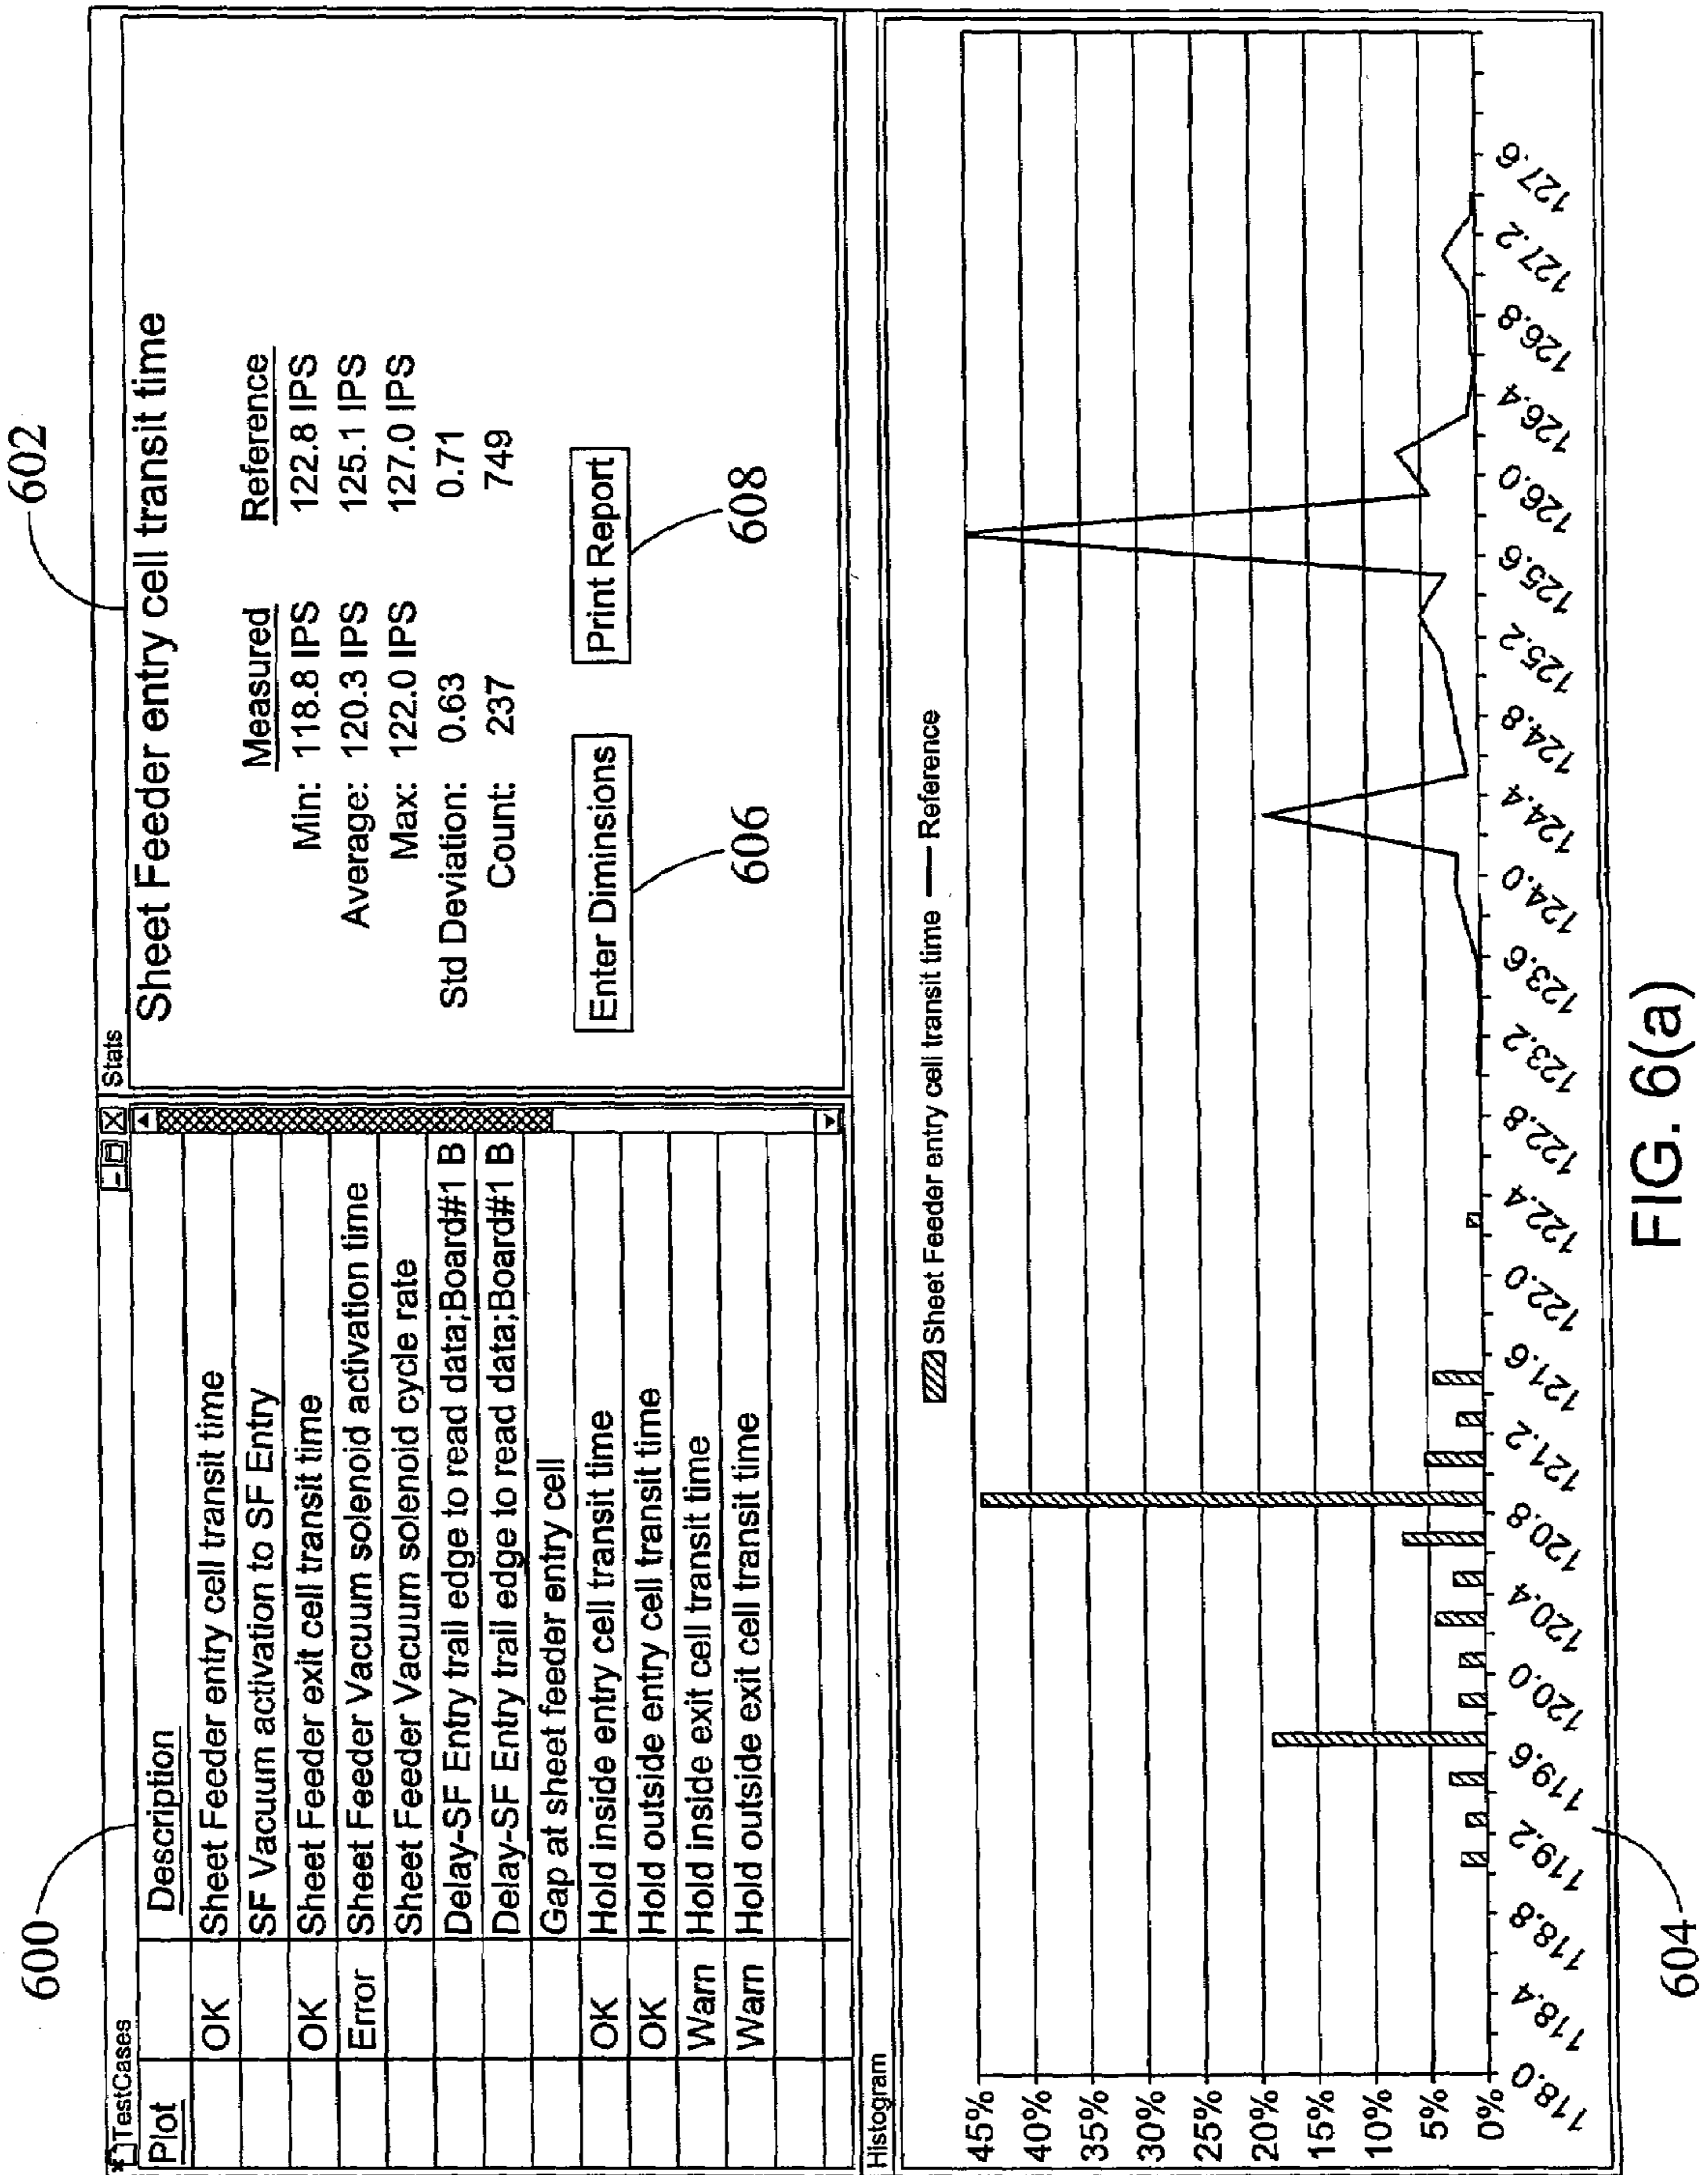 600
602
TestCases
Stats
Plot Description
OK Sheet Feeder entry cell transit time
SF Vacuum activation to SF Entry
OK Sheet Feeder exit cell transit time
Error Sheet Feeder Vacuum solenoid activation time
Sheet Feeder Vacuum solenoid cycle rate
Delay-SF Entry trail edge to read data;Board#1 B
Delay-SF Entry trail edge to read data;Board#1 B
Gap at sheet feeder entry cell
OK Hold inside entry cell transit time
OK Hold outside entry cell transit time
Warn Hold inside exit cell transit time
Warn Hold outside exit cell transit time
Sheet Feeder entry cell transit time
Measured Reference
Min: 118.8 IPS 122.8 IPS
Average: 120.3 IPS 125.1 IPS
Max: 122.0 IPS 127.0 IPS
Std Deviation: 0.63 0.71
Count: 237 749
Enter Diminsions Print Report
606 608
Histogram
Sheet Feeder entry cell transit time Reference
45%
40%
35%
30%
25%
20%
15%
10%
5%
0%
118.0 118.4 118.8 119.2 119.6 120.0 120.4 120.8 121.2 121.6 122.0 122.4 122.8 123.2 123.6 124.0 124.4 124.8 125.2 125.6 126.0 126.4 126.8 127.2 127.6
604
FIG. 6(a)